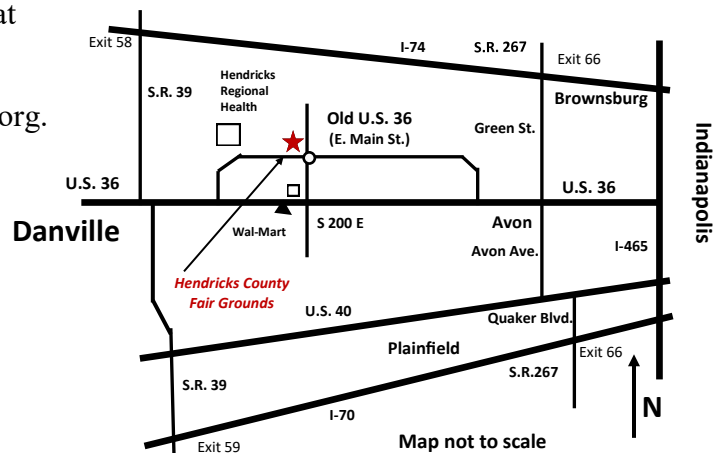 at
Exit 58
I-74
S.R. 267
Exit 66
Hendricks
Regional
Health
S.R. 39
Brownsburg
org.
Old U.S. 36
(E. Main St.)
Green St.
Indianapolis
U.S. 36
U.S. 36
Danville
Wal-Mart
S 200 E
Avon
Avon Ave.
I-465
Hendricks County
Fair Grounds
U.S. 40
Quaker Blvd.
Plainfield
Exit 66
S.R. 39
S.R.267
I-70
N
Exit 59
Map not to scale